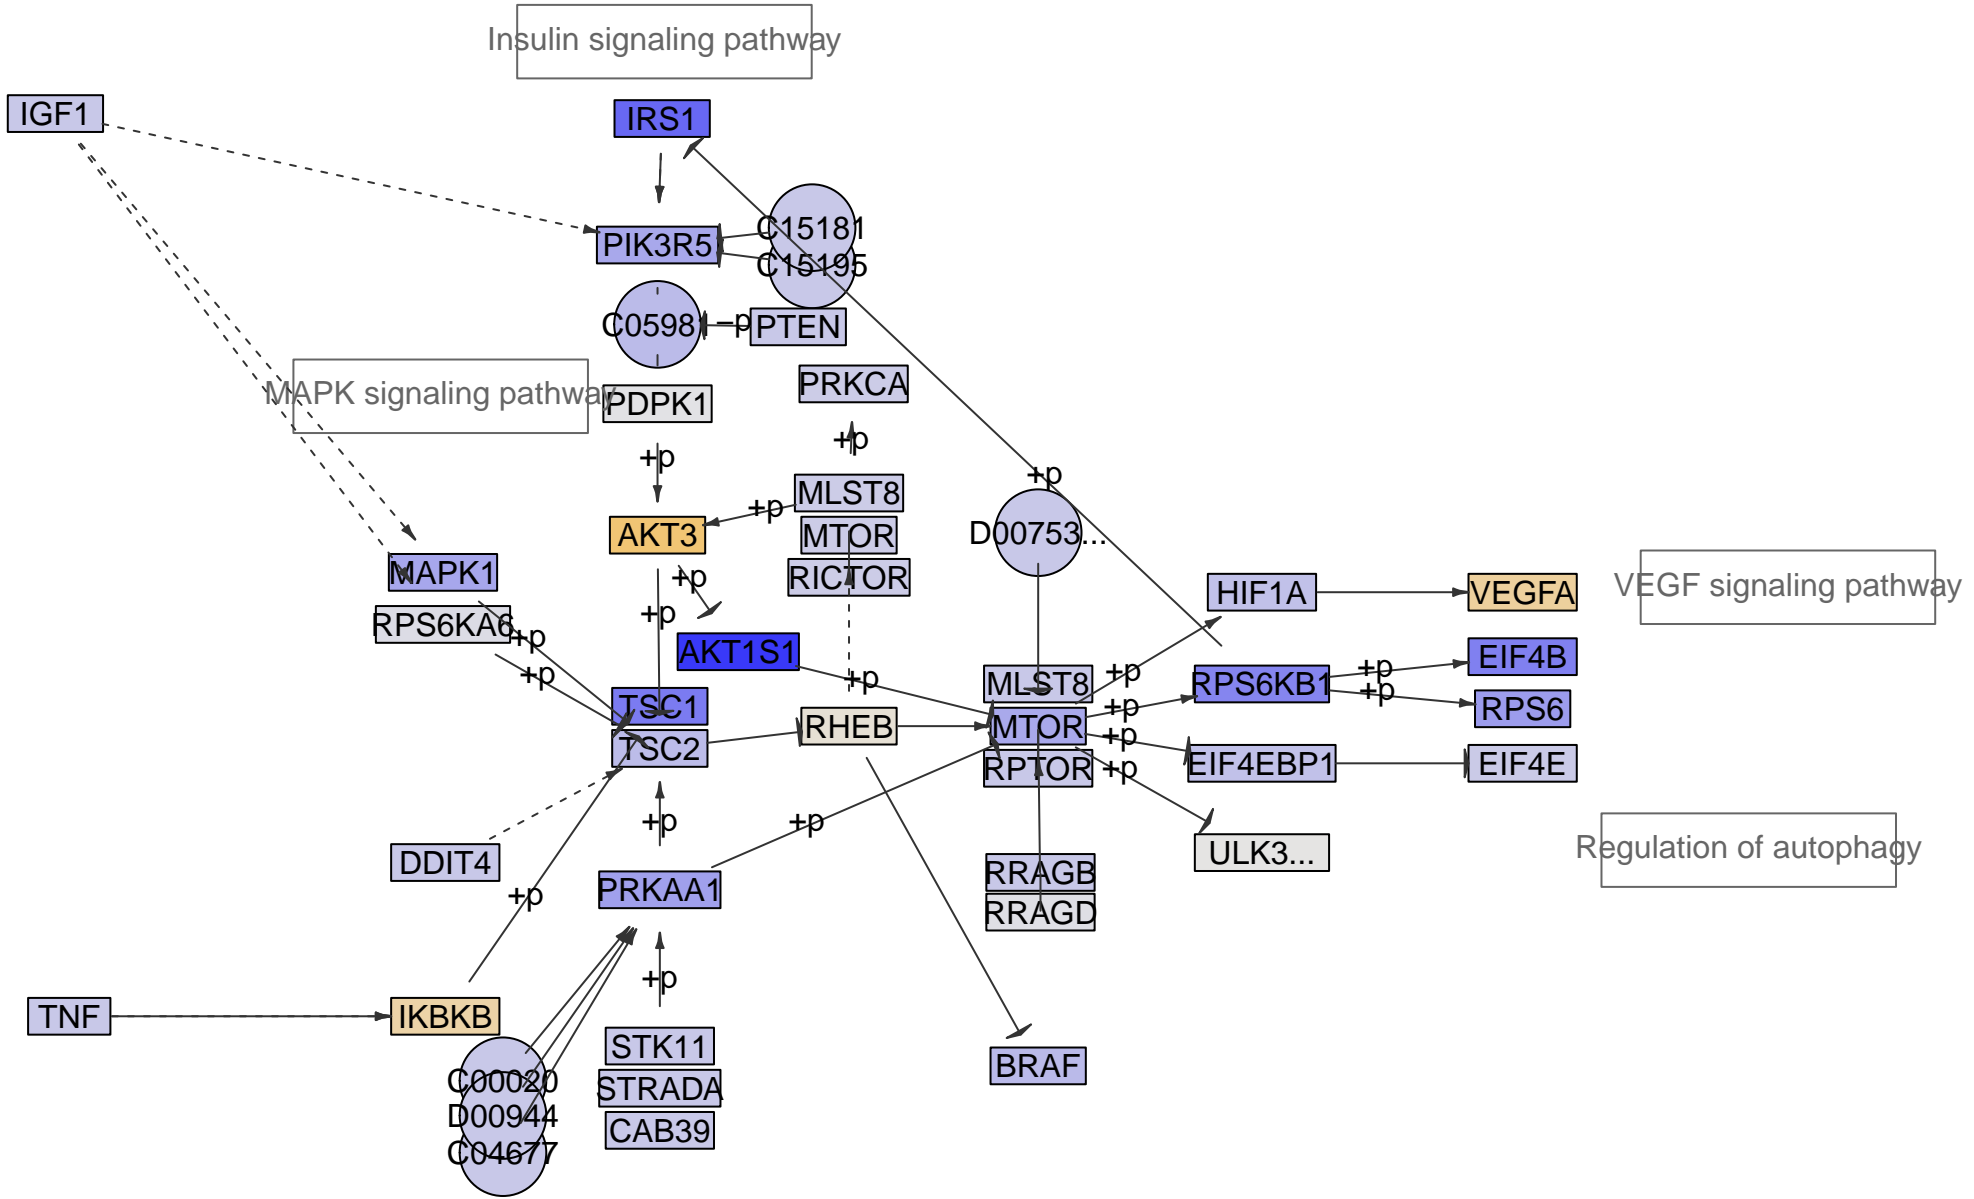 Insulin signaling pathway
IGF1
IRS1
C15181
PIK3R5
C15195
C05981
−p
PTEN
PRKCA
MAPK signaling pathway
PDPK1
+p
+p
+p
MLST8
+p
AKT3
MTOR
D00753...
MAPK1
RICTOR
+p
HIF1A
VEGFA
VEGF signaling pathway
+p
RPS6KA6
+p
AKT1S1
EIF4B
+p
+p
+p
MLST8
RPS6KB1
+p
+p
TSC1
+p
RPS6
RHEB
MTOR
+p
TSC2
RPTOR
+p
EIF4EBP1
EIF4E
+p
+p
DDIT4
ULK3...
Regulation of autophagy
RRAGB
PRKAA1
+p
RRAGD
+p
TNF
IKBKB
STK11
BRAF
C00020
STRADA
D00944
CAB39
C04677